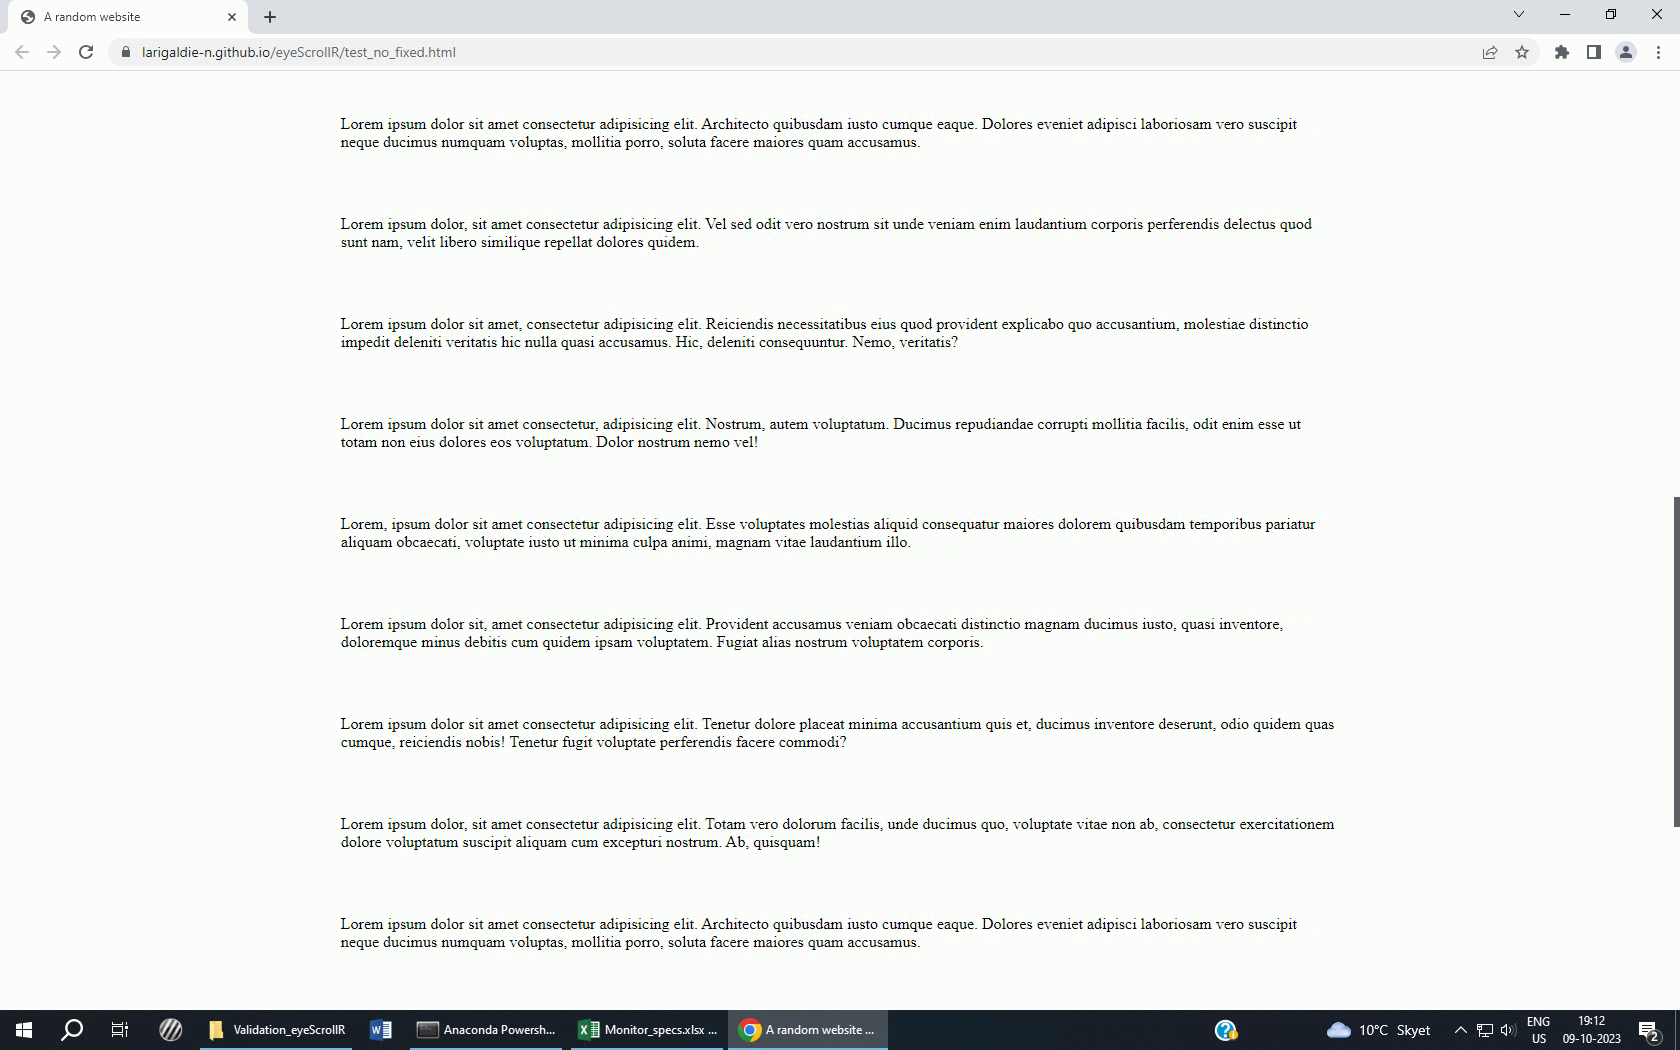 A random website
larigaldie-n.github.io/eyeScrollR/test_no_fixed.html
Lorem ipsum dolor sit amet consectetur adipisicing elit. Architecto quibusdam iusto cumque eaque. Dolores eveniet adipisci laboriosam vero suscipit
neque ducimus numquam voluptas, mollitia porro, soluta facere maiores quam accusamus.
Lorem ipsum dolor, sit amet consectetur adipisicing elit. Vel sed odit vero nostrum sit unde veniam enim laudantium corporis perferendis delectus quod
sunt nam, velit libero similique repellat dolores quidem.
Lorem ipsum dolor sit amet, consectetur adipisicing elit. Reiciendis necessitatibus eius quod provident explicabo quo accusantium, molestiae distinctio
impedit deleniti veritatis hic nulla quasi accusamus. Hic, deleniti consequuntur. Nemo, veritatis?
Lorem ipsum dolor sit amet consectetur, adipisicing elit. Nostrum, autem voluptatum. Ducimus repudiandae corrupti mollitia facilis, odit enim esse ut
totam non eius dolores eos voluptatum. Dolor nostrum nemo vel!
Lorem, ipsum dolor sit amet consectetur adipisicing elit. Esse voluptates molestias aliquid consequatur maiores dolorem quibusdam temporibus pariatur
aliquam obcaecati, voluptate iusto ut minima culpa animi, magnam vitae laudantium illo.
Lorem ipsum dolor sit, amet consectetur adipisicing elit. Provident accusamus veniam obcaecati distinctio magnam ducimus iusto, quasi inventore,
doloremque minus debitis cum quidem ipsam voluptatem. Fugiat alias nostrum voluptatem corporis.
Lorem ipsum dolor sit amet consectetur adipisicing elit. Tenetur dolore placeat minima accusantium quis et, ducimus inventore deserunt, odio quidem quas
cumque, reiciendis nobis! Tenetur fugit voluptate perferendis facere commodi?
Lorem ipsum dolor, sit amet consectetur adipisicing elit. Totam vero dolorum facilis, unde ducimus quo, voluptate vitae non ab, consectetur exercitationem
dolore voluptatum suscipit aliquam cum excepturi nostrum. Ab, quisquam!
Lorem ipsum dolor sit amet consectetur adipisicing elit. Architecto quibusdam iusto cumque eaque. Dolores eveniet adipisci laboriosam vero suscipit
neque ducimus numquam voluptas, mollitia porro, soluta facere maiores quam accusamus.
Validation_eyeScrollR
Anaconda Powersh...
Monitor_specs.xlsx ...
A random website ...
10°C Skyet
ENG
US
19:12
09-10-2023
2